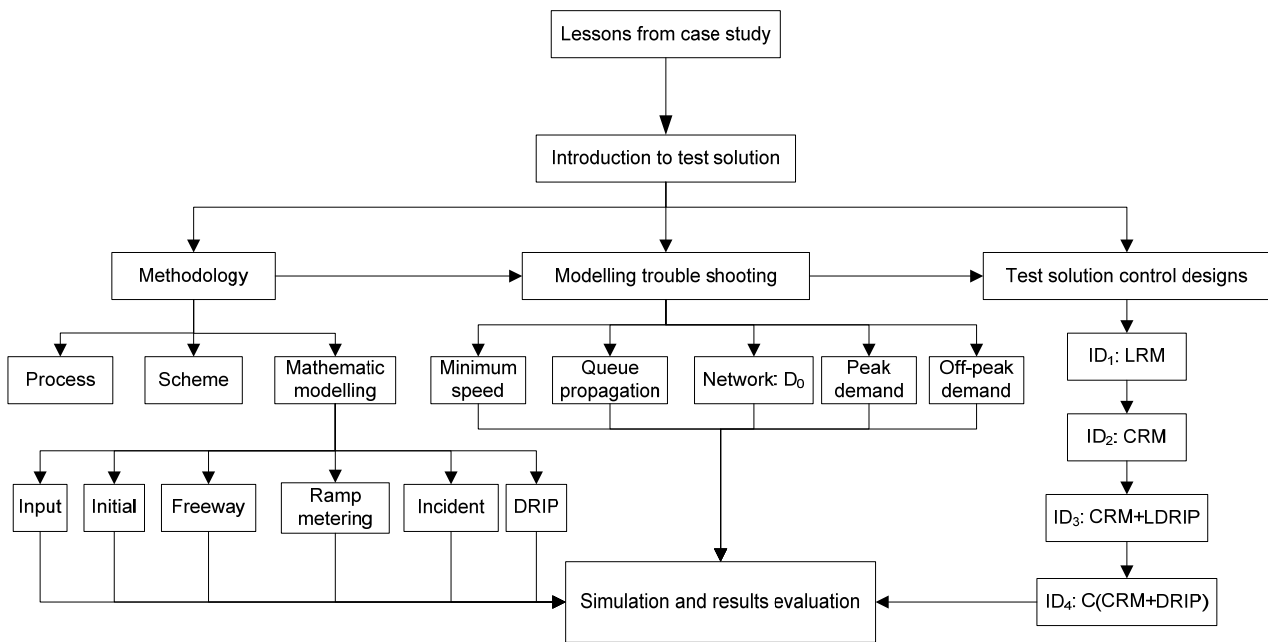 Lessons from case study
Introduction to test solution
Methodology
Modelling trouble shooting
Test solution control designs
Process
Scheme
Mathematic
modelling
Minimum
speed
Queue
propagation
Network: D₀
Peak
demand
Off-peak
demand
ID₁: LRM
ID₂: CRM
ID₃: CRM+LDRIP
ID₄: C(CRM+DRIP)
Input
Initial
Freeway
Ramp
metering
Incident
DRIP
Simulation and results evaluation